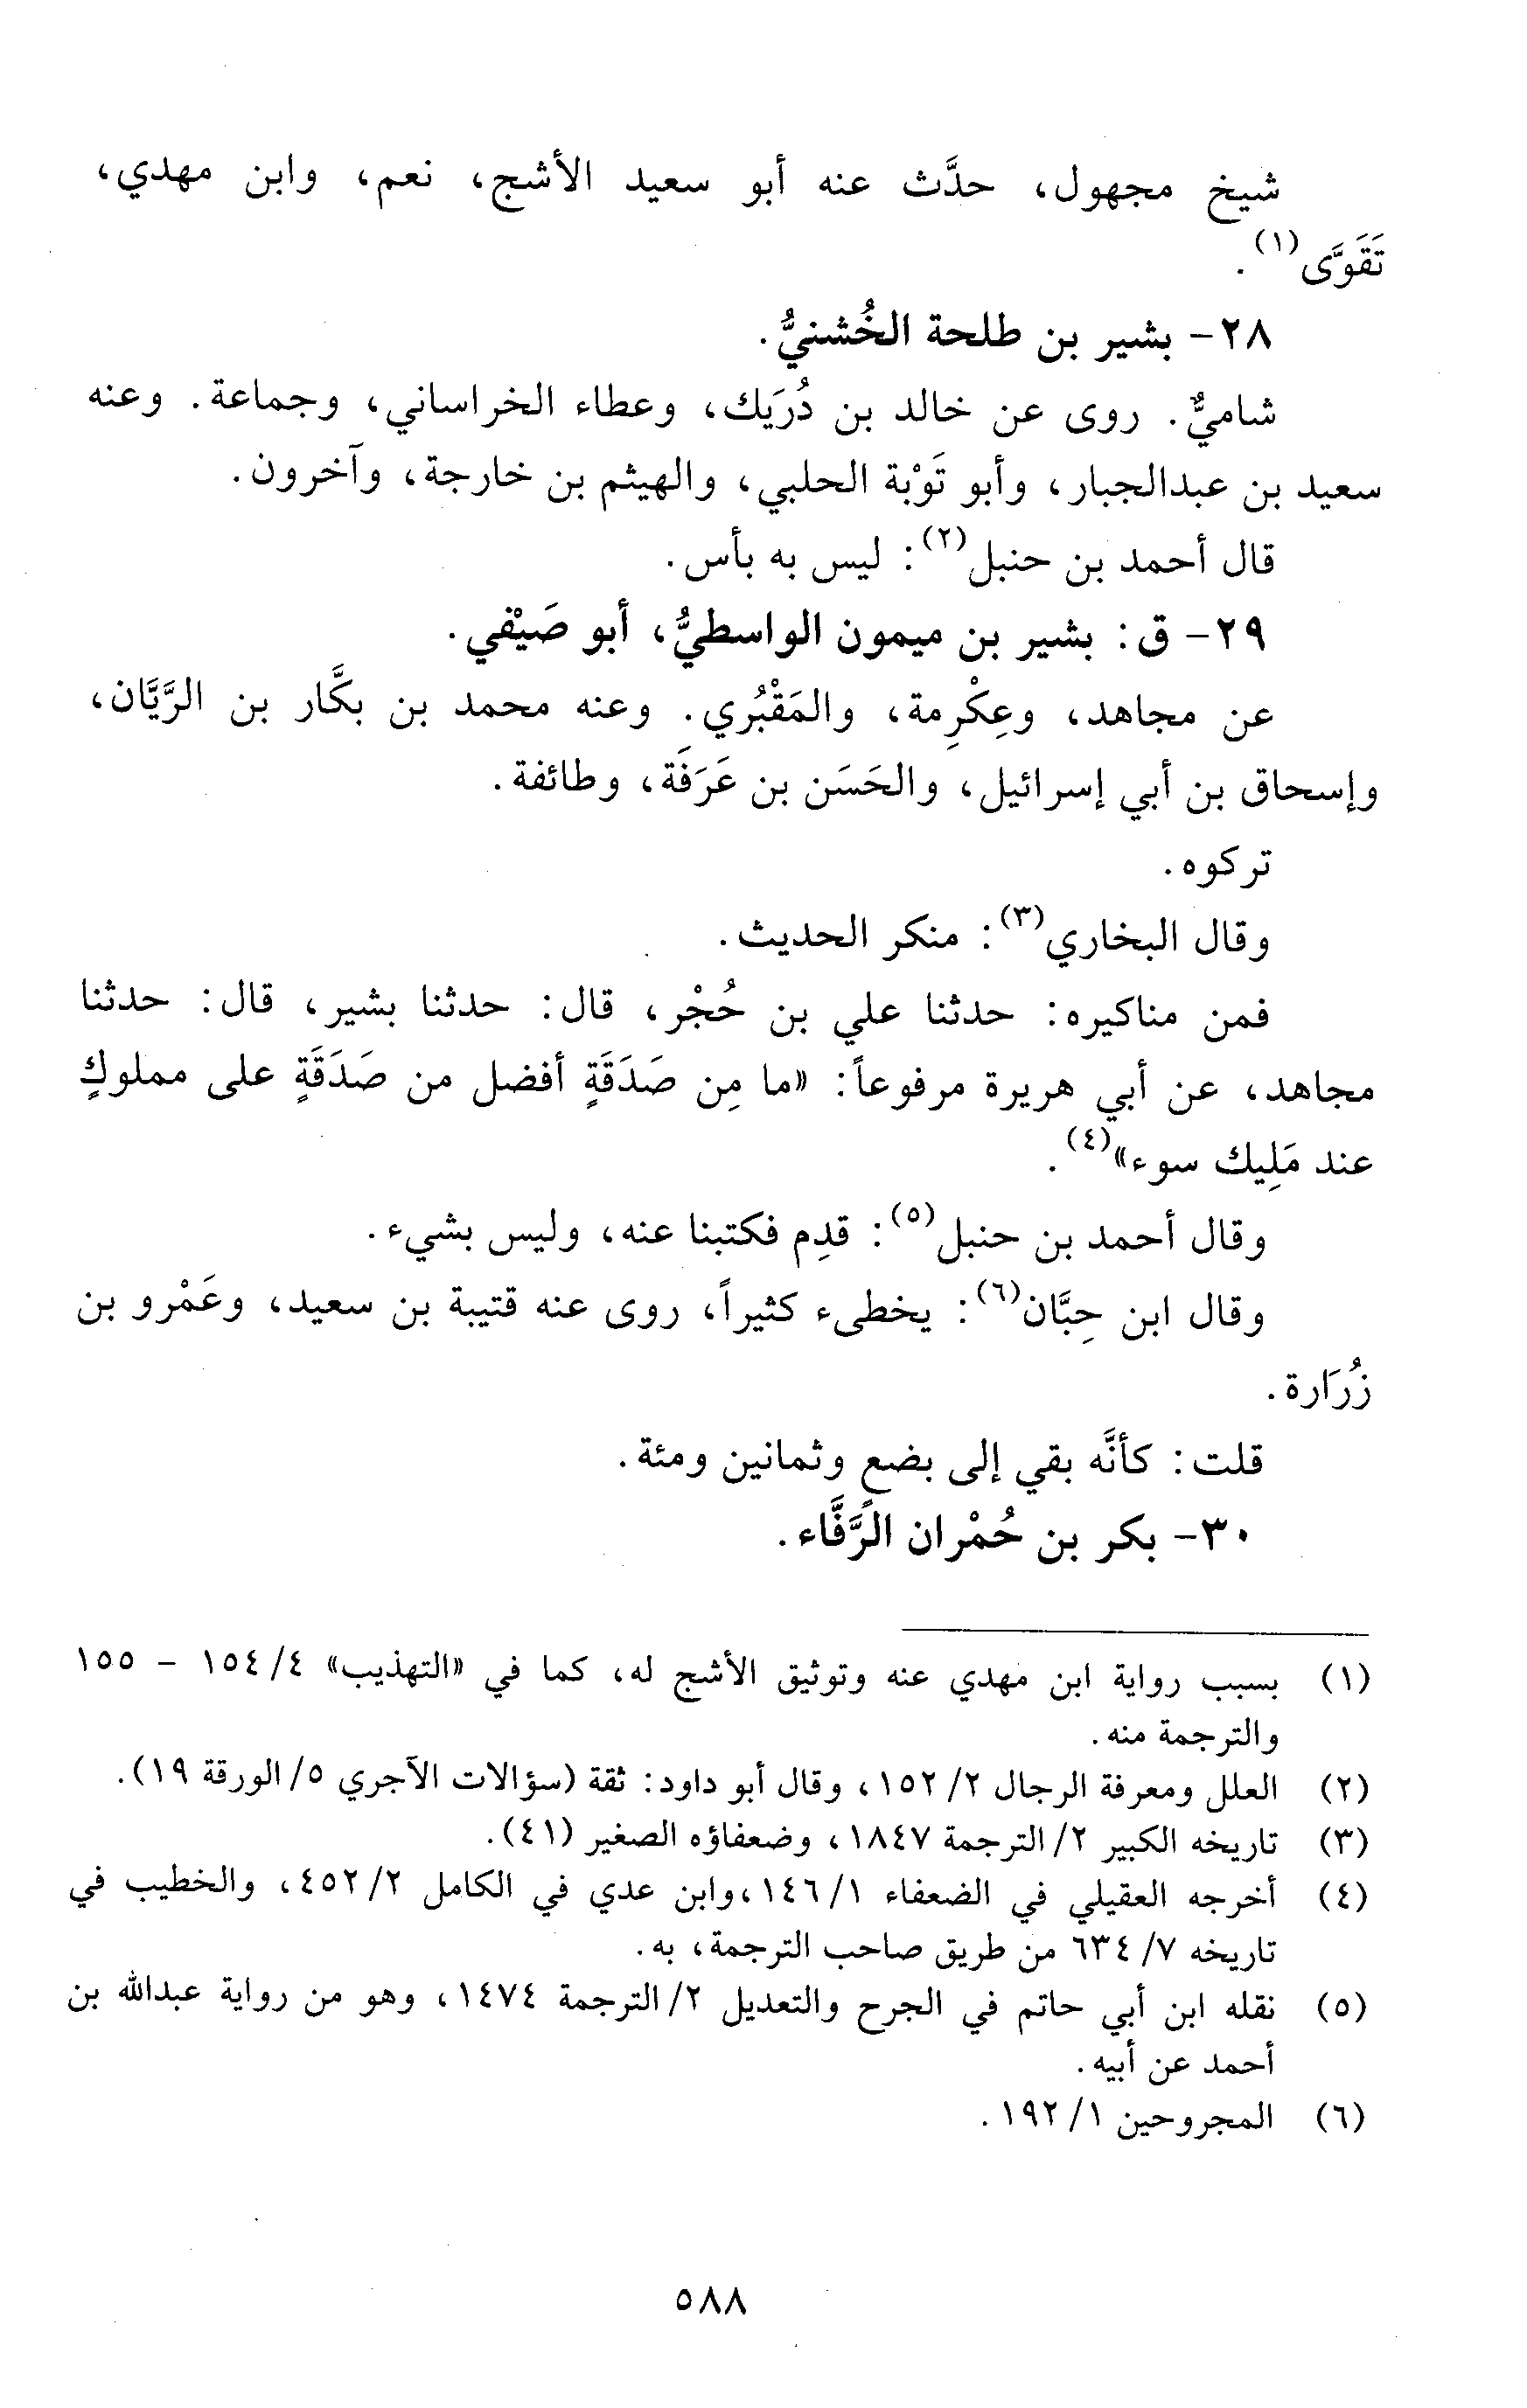 شيخ مجهول، حدَّث عنه أبو سعيد الأشج، نعم، وابن مهدي،
تَقَوَّى(١).
٢٨- بشير بن طلحة الخُشنيُّ.
شاميٌّ. روى عن خالد بن دُرَيك، وعطاء الخراساني، وجماعة. وعنه
سعيد بن عبدالجبار، وأبو تَوْبة الحلبي، والهيثم بن خارجة، وآخرون.
قال أحمد بن حنبل(٢): ليس به بأس.
٢٩- ق: بشير بن ميمون الواسطيُّ، أبو صَيْفي.
عن مجاهد، وعِكْرِمة، والمَقْبُري. وعنه محمد بن بكَّار بن الرَّيَّان،
وإسحاق بن أبي إسرائيل، والحَسَن بن عَرَفَة، وطائفة.
تركوه.
وقال البخاري(٣): منكر الحديث.
فمن مناكيره: حدثنا علي بن حُجْر، قال: حدثنا بشير، قال: حدثنا
مجاهد، عن أبي هريرة مرفوعاً: «ما مِن صَدَقَةٍ أفضل من صَدَقَةٍ على مملوكٍ
عند مَلِيك سوء»(٤).
وقال أحمد بن حنبل(٥): قدِم فكتبنا عنه، وليس بشيء.
وقال ابن حِبَّان(٦): يخطىء كثيراً، روى عنه قتيبة بن سعيد، وعَمْرو بن
زُرَارة.
قلت: كأنَّه بقي إلى بضعٍ وثمانين ومئة.
٣٠- بكر بن حُمْران الرَّفَّاء.
(١) بسبب رواية ابن مهدي عنه وتوثيق الأشج له، كما في «التهذيب» ٤/ ١٥٤ - ١٥٥
والترجمة منه.
(٢) العلل ومعرفة الرجال ٢/ ١٥٢، وقال أبو داود: ثقة (سؤالات الآجري ٥/ الورقة ١٩).
(٣) تاريخه الكبير ٢/ الترجمة ١٨٤٧، وضعفاؤه الصغير (٤١).
(٤) أخرجه العقيلي في الضعفاء ١/ ١٤٦،وابن عدي في الكامل ٢/ ٤٥٢، والخطيب في
تاريخه ٧/ ٦٣٤ من طريق صاحب الترجمة، به.
(٥) نقله ابن أبي حاتم في الجرح والتعديل ٢/ الترجمة ١٤٧٤، وهو من رواية عبدالله بن
أحمد عن أبيه.
(٦) المجروحين ١/ ١٩٢.
٥٨٨